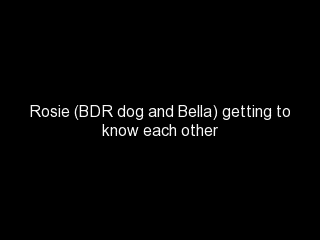 Rosie (BDR dog and Bella) getting to
know each other